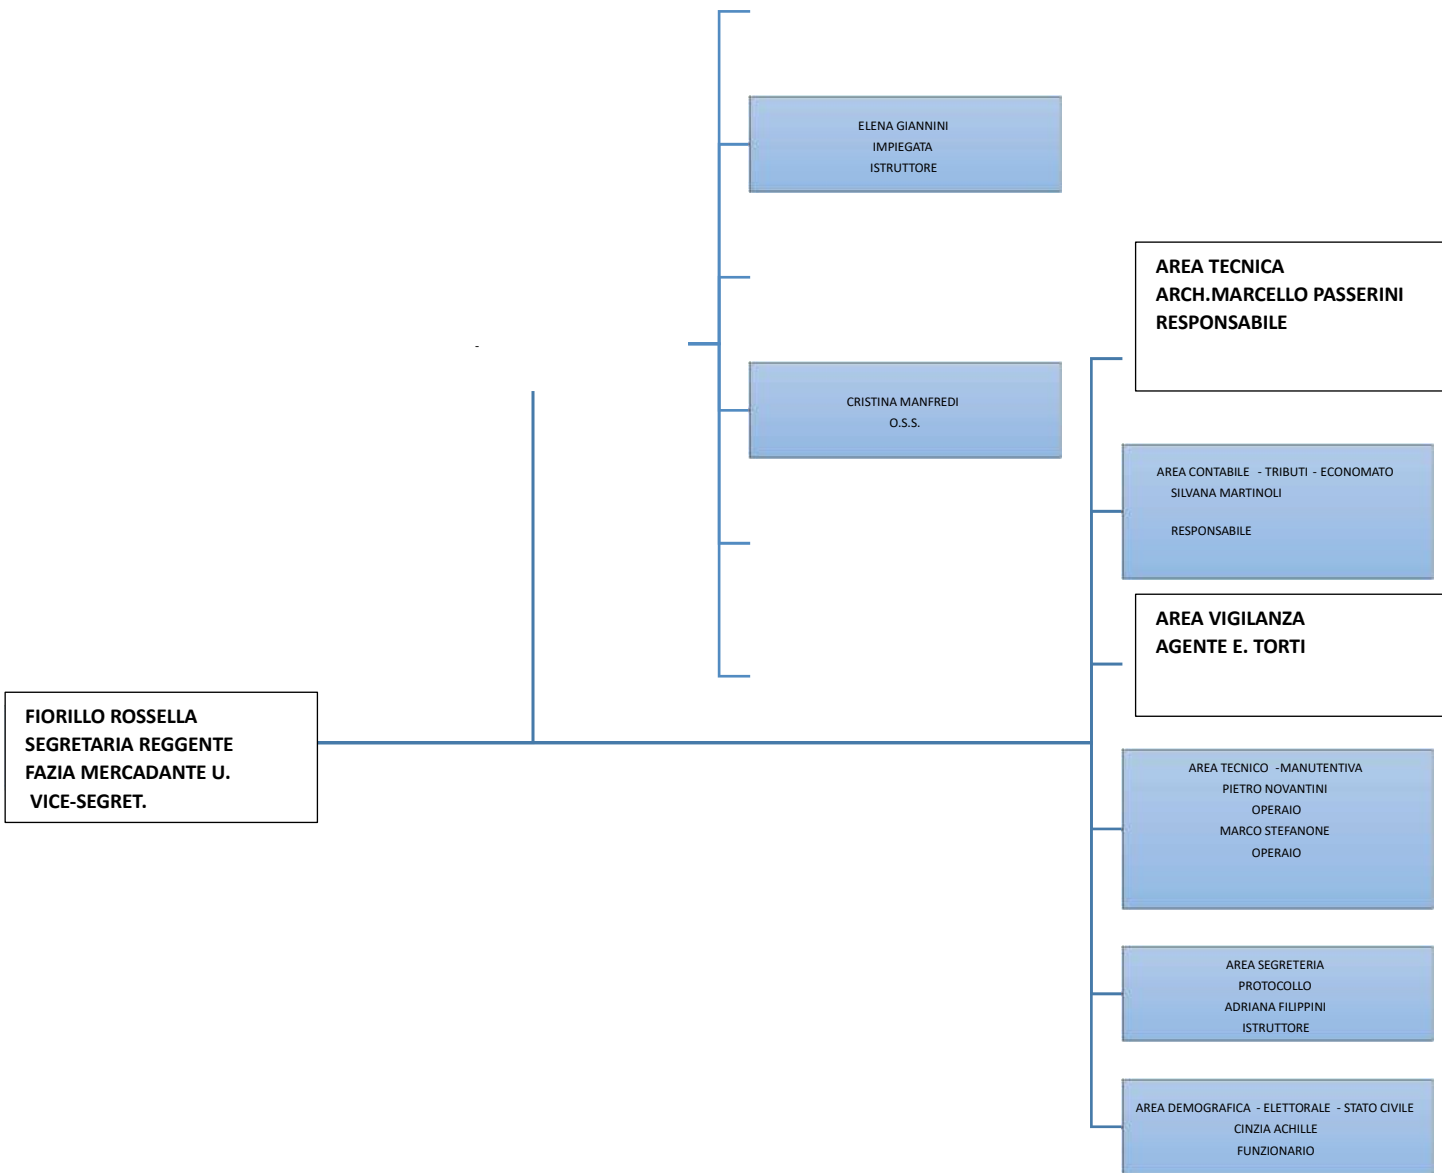 ELENA GIANNINI
IMPIEGATA
ISTRUTTORE
-
CRISTINA MANFREDI
O.S.S.
AREA TECNICA
ARCH.MARCELLO PASSERINI
RESPONSABILE
AREA CONTABILE - TRIBUTI - ECONOMATO
SILVANA MARTINOLI
RESPONSABILE
AREA VIGILANZA
AGENTE E. TORTI
FIORILLO ROSSELLA
SEGRETARIA REGGENTE
FAZIA MERCADANTE U.
VICE-SEGRET.
AREA TECNICO -MANUTENTIVA
PIETRO NOVANTINI
OPERAIO
MARCO STEFANONE
OPERAIO
AREA SEGRETERIA
PROTOCOLLO
ADRIANA FILIPPINI
ISTRUTTORE
AREA DEMOGRAFICA - ELETTORALE - STATO CIVILE
CINZIA ACHILLE
FUNZIONARIO